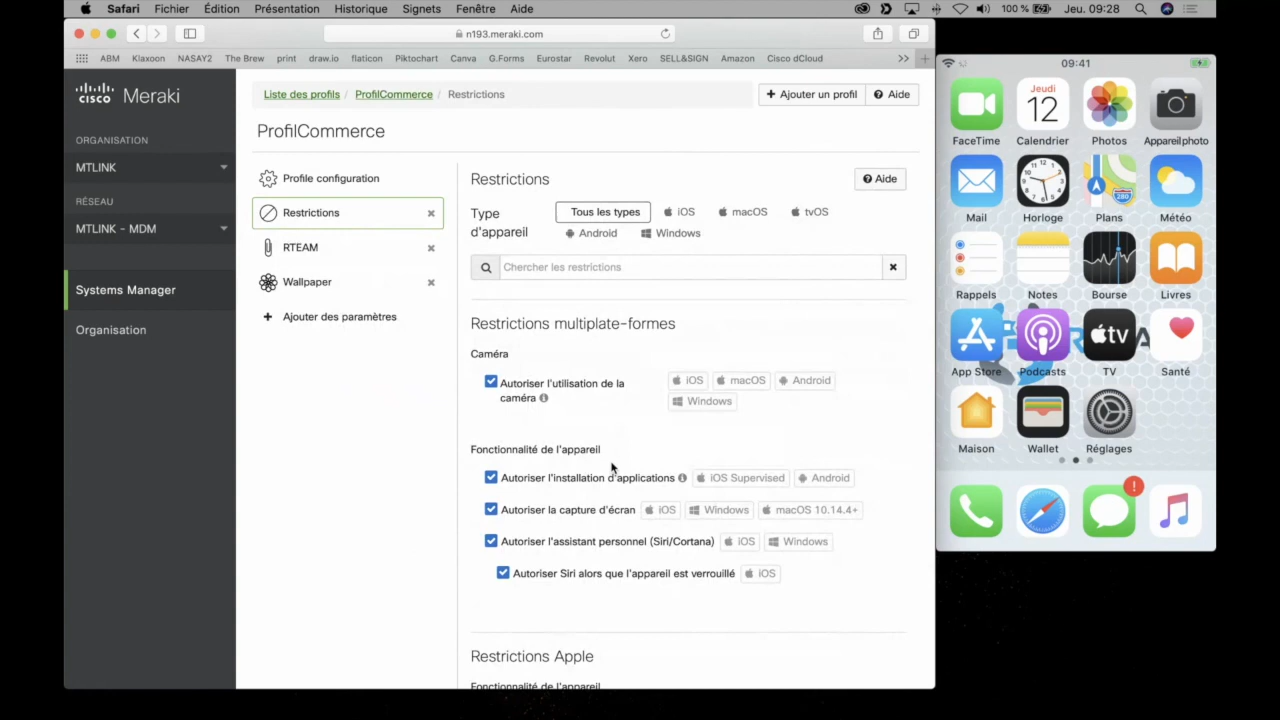 Safari Fichier Édition Présentation Historique Signets Fenêtre Aide 100 % Jeu. 09:28
n193.meraki.com
ABM Klaxoon NASAY2 The Brew print draw.io flaticon Piktochart Canva G.Forms Eurostar Revolut Xero SELL&SIGN Amazon Cisco dCloud >>
CISCO Meraki
ORGANISATION
MTLINK
RÉSEAU
MTLINK - MDM
Systems Manager
Organisation
Liste des profils / ProfilCommerce / Restrictions
+ Ajouter un profil
Aide
ProfilCommerce
Profile configuration
Restrictions ×
RTEAM ×
Wallpaper ×
+ Ajouter des paramètres
Restrictions
Aide
Type
d'appareil
Tous les types iOS macOS tvOS
Android Windows
Chercher les restrictions
Restrictions multiplate-formes
Caméra
Autoriser l'utilisation de la
caméra
iOS macOS Android
Windows
Fonctionnalité de l'appareil
Autoriser l'installation d'applications iOS Supervised Android
Autoriser la capture d'écran iOS Windows macOS 10.14.4+
Autoriser l'assistant personnel (Siri/Cortana) iOS Windows
Autoriser Siri alors que l'appareil est verrouillé iOS
Restrictions Apple
Fonctionnalité de l'appareil
09:41
Jeudi
12
FaceTime Calendrier Photos Appareil photo
280
Mail Horloge Plans Météo
Rappels Notes Bourse Livres
tv
App Store Podcasts TV Santé
Maison Wallet Réglages
!